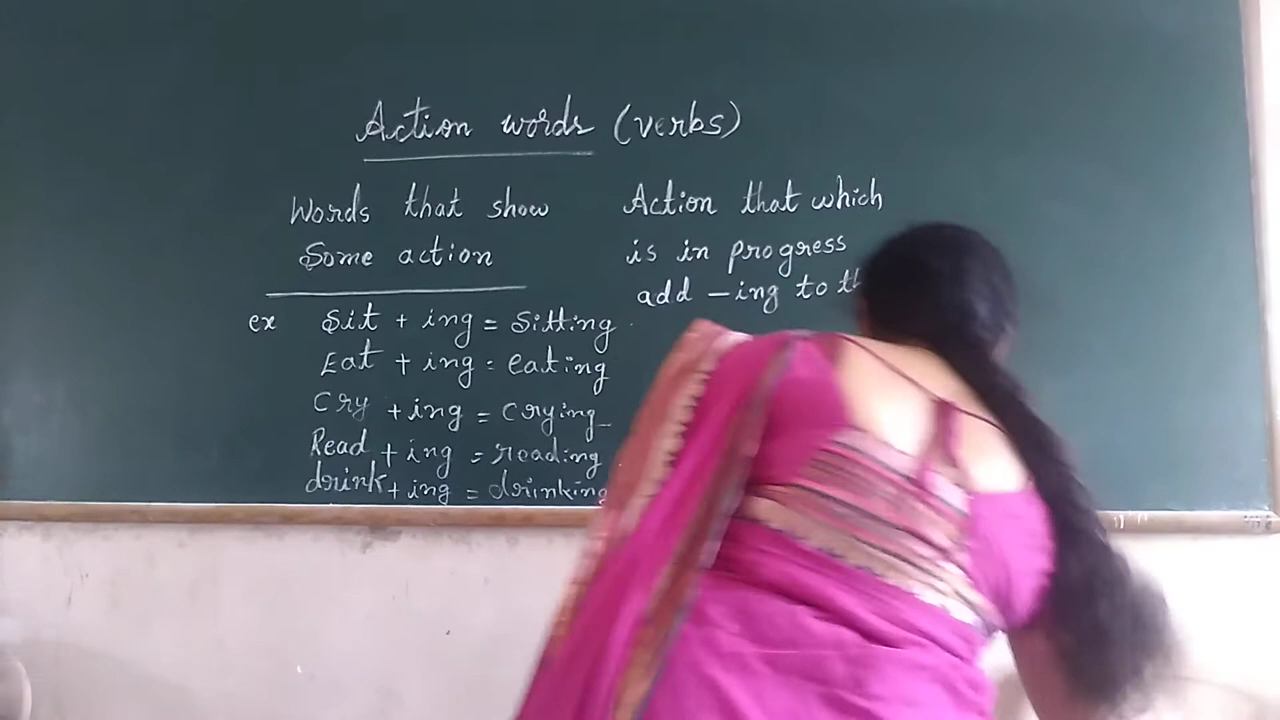 Action words (verbs)
Words that show
Some action
ex Sit + ing = Sitting
Eat + ing = eating
Cry + ing = Crying
Read + ing = reading
drink + ing = drinking
Action that which
is in progress
add - ing to